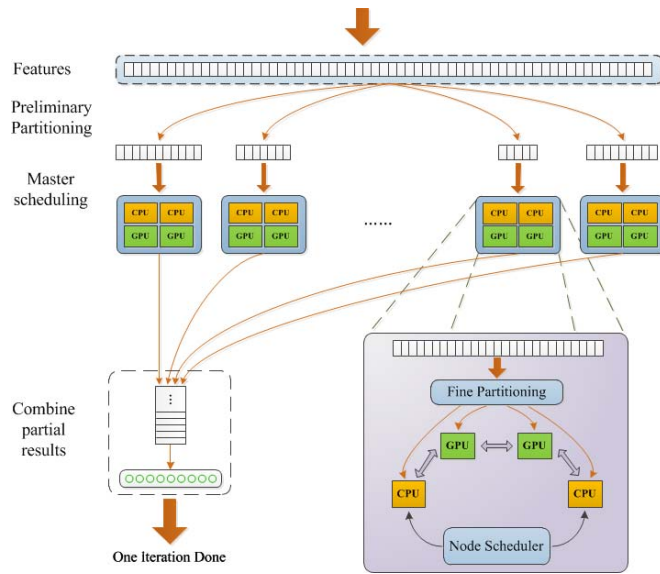 Features
Preliminary
Partitioning
Master
scheduling
CPU CPU CPU CPU CPU CPU CPU CPU
GPU GPU GPU GPU ...... GPU GPU GPU GPU
Fine Partitioning
Combine
partial
results
⋮
GPU GPU
CPU CPU
Node Scheduler
One Iteration Done